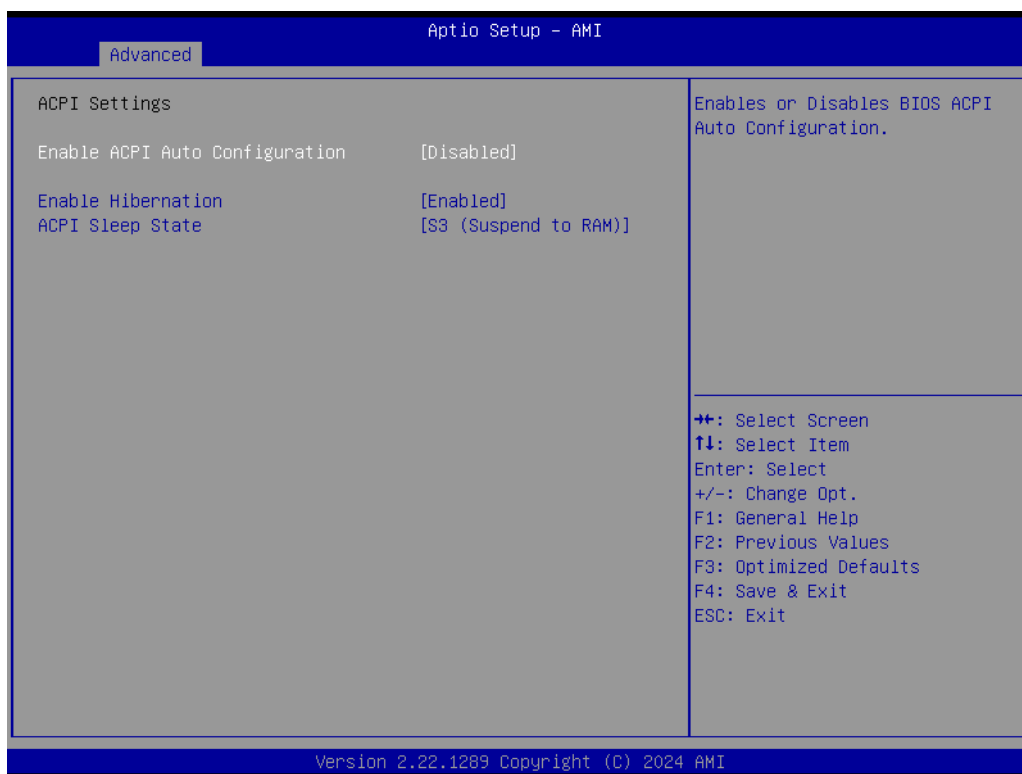 Aptio Setup – AMI
Advanced
ACPI Settings
Enable ACPI Auto Configuration [Disabled]
Enable Hibernation [Enabled]
ACPI Sleep State [S3 (Suspend to RAM)]
Enables or Disables BIOS ACPI
Auto Configuration.
→←: Select Screen
↑↓: Select Item
Enter: Select
+/-: Change Opt.
F1: General Help
F2: Previous Values
F3: Optimized Defaults
F4: Save & Exit
ESC: Exit
Version 2.22.1289 Copyright (C) 2024 AMI